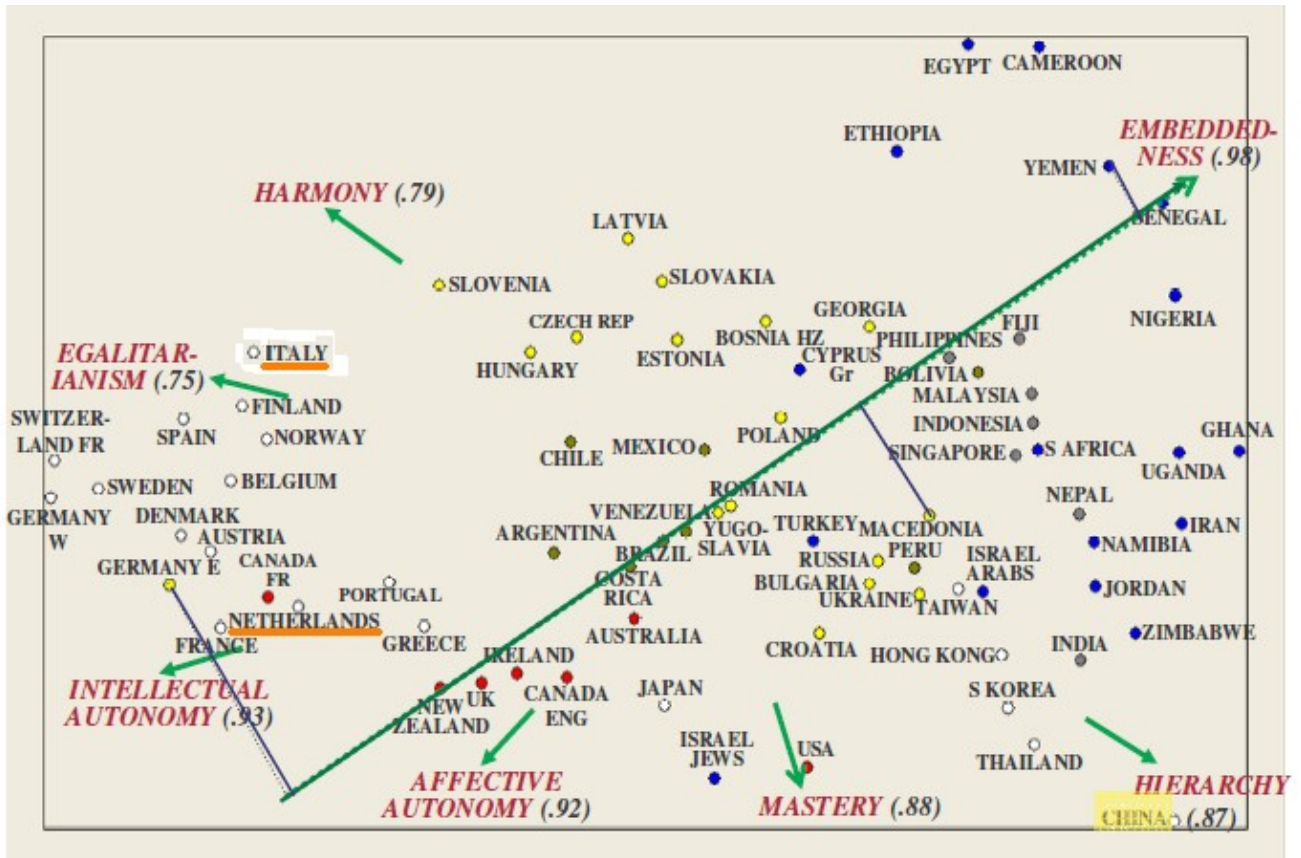 EGYPT
CAMEROON
ETHIOPIA
EMBEDDED-
NESS (.98)
YEMEN
SENEGAL
HARMONY (.79)
LATVIA
SLOVENIA
SLOVAKIA
NIGERIA
GEORGIA
CZECH REP
BOSNIA HZ
FIJI
PHILIPPINES
EGALITAR-
IANISM (.75)
ITALY
HUNGARY
ESTONIA
CYPRUS
Gr
BOLIVIA
MALAYSIA
SWITZER-
LAND FR
SPAIN
FINLAND
NORWAY
POLAND
INDONESIA
GHANA
CHILE
MEXICO
SINGAPORE
S AFRICA
UGANDA
SWEDEN
BELGIUM
GERMANY
W
ROMANIA
NEPAL
DENMARK
VENEZUELA
YUGO-
SLAVIA
TURKEY
MACEDONIA
IRAN
AUSTRIA
ARGENTINA
BRAZIL
RUSSIA
PERU
ISRAEL
ARABS
NAMIBIA
GERMANY E
CANADA
FR
PORTUGAL
COSTA
RICA
BULGARIA
UKRAINE
TAIWAN
JORDAN
NETHERLANDS
FRANCE
GREECE
AUSTRALIA
CROATIA
HONG KONG
INDIA
ZIMBABWE
INTELLECTUAL
AUTONOMY (.93)
IRELAND
NEW
ZEALAND
UK
CANADA
ENG
JAPAN
S KOREA
ISRAEL
JEWS
USA
THAILAND
AFFECTIVE
AUTONOMY (.92)
MASTERY (.88)
HIERARCHY
(.87)
CHINA